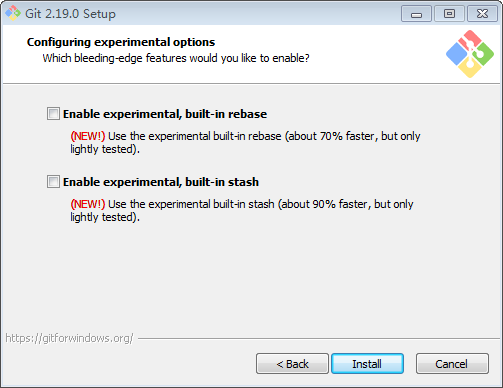 Git 2.19.0 Setup
Configuring experimental options
Which bleeding-edge features would you like to enable?
Enable experimental, built-in rebase
(NEW!) Use the experimental built-in rebase (about 70% faster, but only
lightly tested).
Enable experimental, built-in stash
(NEW!) Use the experimental built-in stash (about 90% faster, but only
lightly tested).
https://gitforwindows.org/
< Back Install Cancel